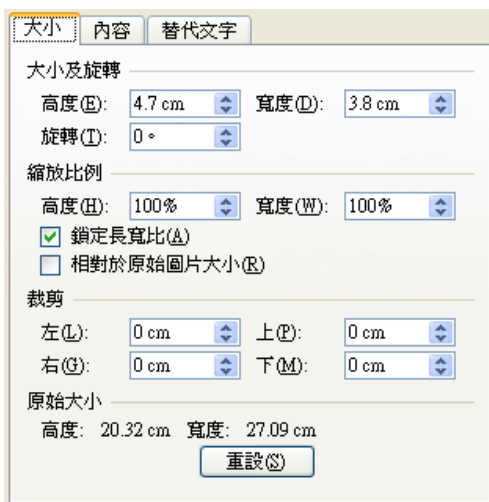 大小 內容 替代文字
大小及旋轉
高度(E): 4.7 cm 寬度(D): 3.8 cm
旋轉(T): 0°
縮放比例
高度(H): 100% 寬度(W): 100%
鎖定長寬比(A)
相對於原始圖片大小(R)
裁剪
左(L): 0 cm 上(P): 0 cm
右(G): 0 cm 下(M): 0 cm
原始大小
高度: 20.32 cm 寬度: 27.09 cm
重設(S)